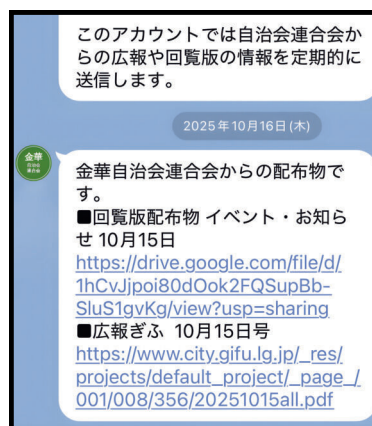 このアカウントでは自治会連合会か
らの広報や回覧版の情報を定期的に
送信します。
2025年10月16日(木)
金華
自治会
連合会
金華自治会連合会からの配布物で
す。
■回覧版配布物 イベント・お知ら
せ 10月15日
https://drive.google.com/file/d/
1hCvJjpoi80dOok2FQSupBb-
SluS1gvKg/view?usp=sharing
■広報ぎふ 10月15日号
https://www.city.gifu.lg.jp/_res/
projects/default_project/_page_/
001/008/356/20251015all.pdf